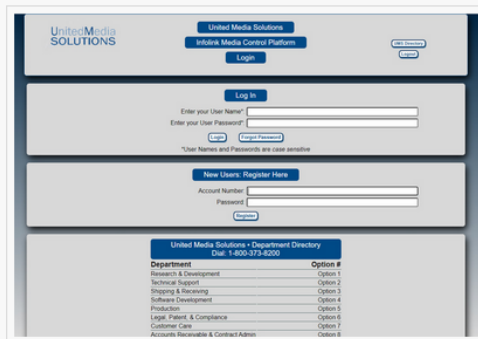 UnitedMedia
SOLUTIONS
United Media Solutions
Infolink Media Control Platform
Login
UMS Directory
Logout
Log In
Enter your User Name*:
Enter your User Password*:
Login Forgot Password
*User Names and Passwords are case sensitive
New Users: Register Here
Account Number:
Password:
Register
United Media Solutions • Department Directory
Dial: 1-800-373-8200
Department Option #
Research & Development Option 1
Technical Support Option 2
Shipping & Receiving Option 3
Software Development Option 4
Production Option 5
Legal, Patent, & Compliance Option 6
Customer Care Option 7
Accounts Receivable & Contract Admin Option 8